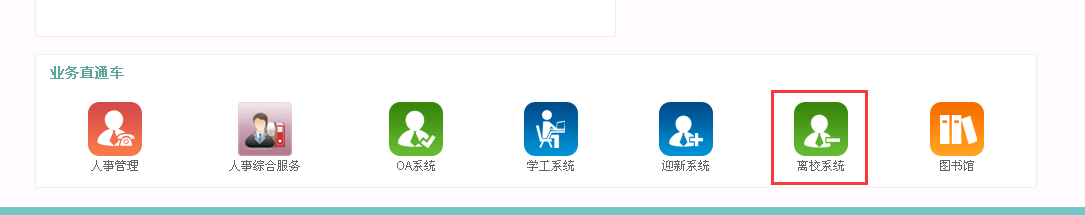 业务直通车
人事管理
人事综合服务
OA系统
学工系统
迎新系统
离校系统
图书馆